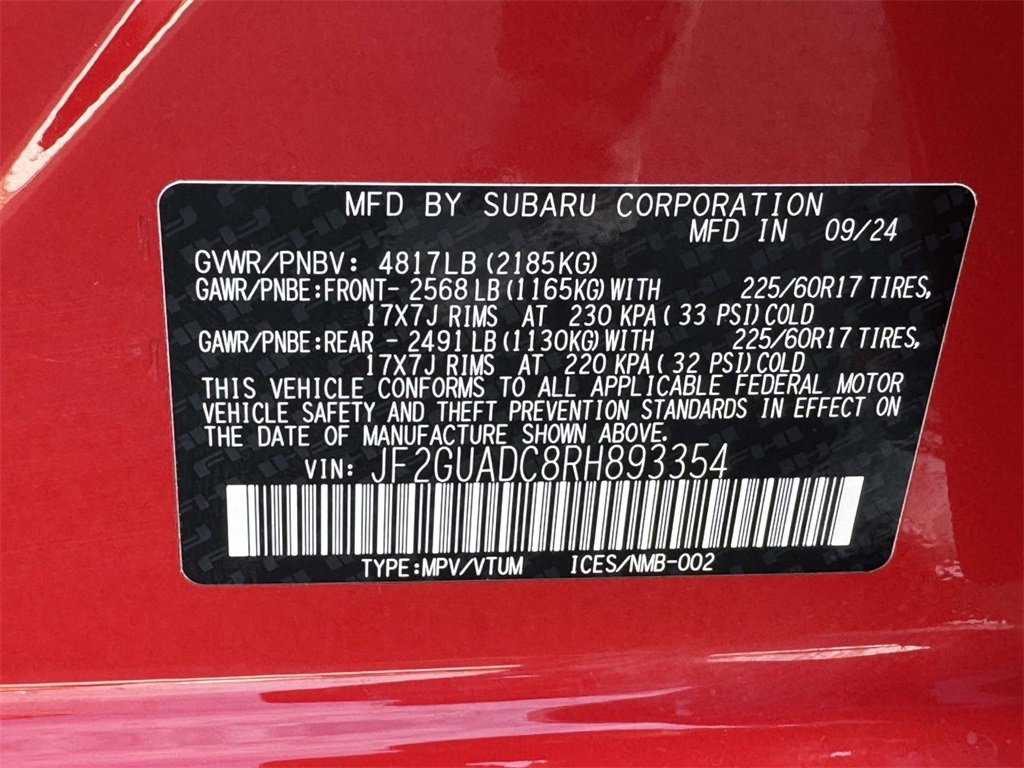 MFD BY SUBARU CORPORATION
MFD IN 09/24
GVWR/PNBV: 4817LB (2185KG)
GAWR/PNBE:FRONT- 2568 LB (1165KG) WITH 225/60R17 TIRES,
17X7J RIMS AT 230 KPA ( 33 PSI) COLD
GAWR/PNBE:REAR - 2491 LB (1130KG) WITH 225/60R17 TIRES,
17X7J RIMS AT 220 KPA ( 32 PSI) COLD
THIS VEHICLE CONFORMS TO ALL APPLICABLE FEDERAL MOTOR
VEHICLE SAFETY AND THEFT PREVENTION STANDARDS IN EFFECT ON
THE DATE OF MANUFACTURE SHOWN ABOVE.
VIN: JF2GUADC8RH893354
TYPE:MPV/VTUM ICES/NMB-002